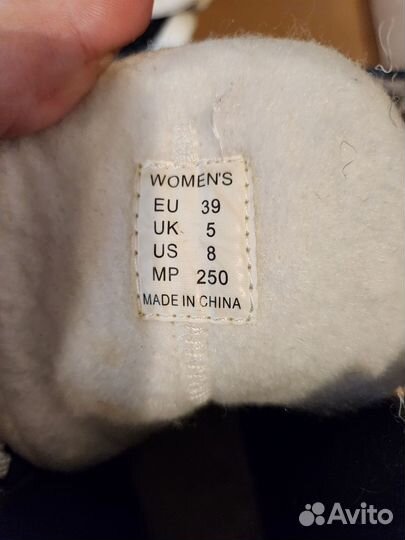 WOMEN'S
EU 39
UK 5
US 8
MP 250
MADE IN CHINA
Avito